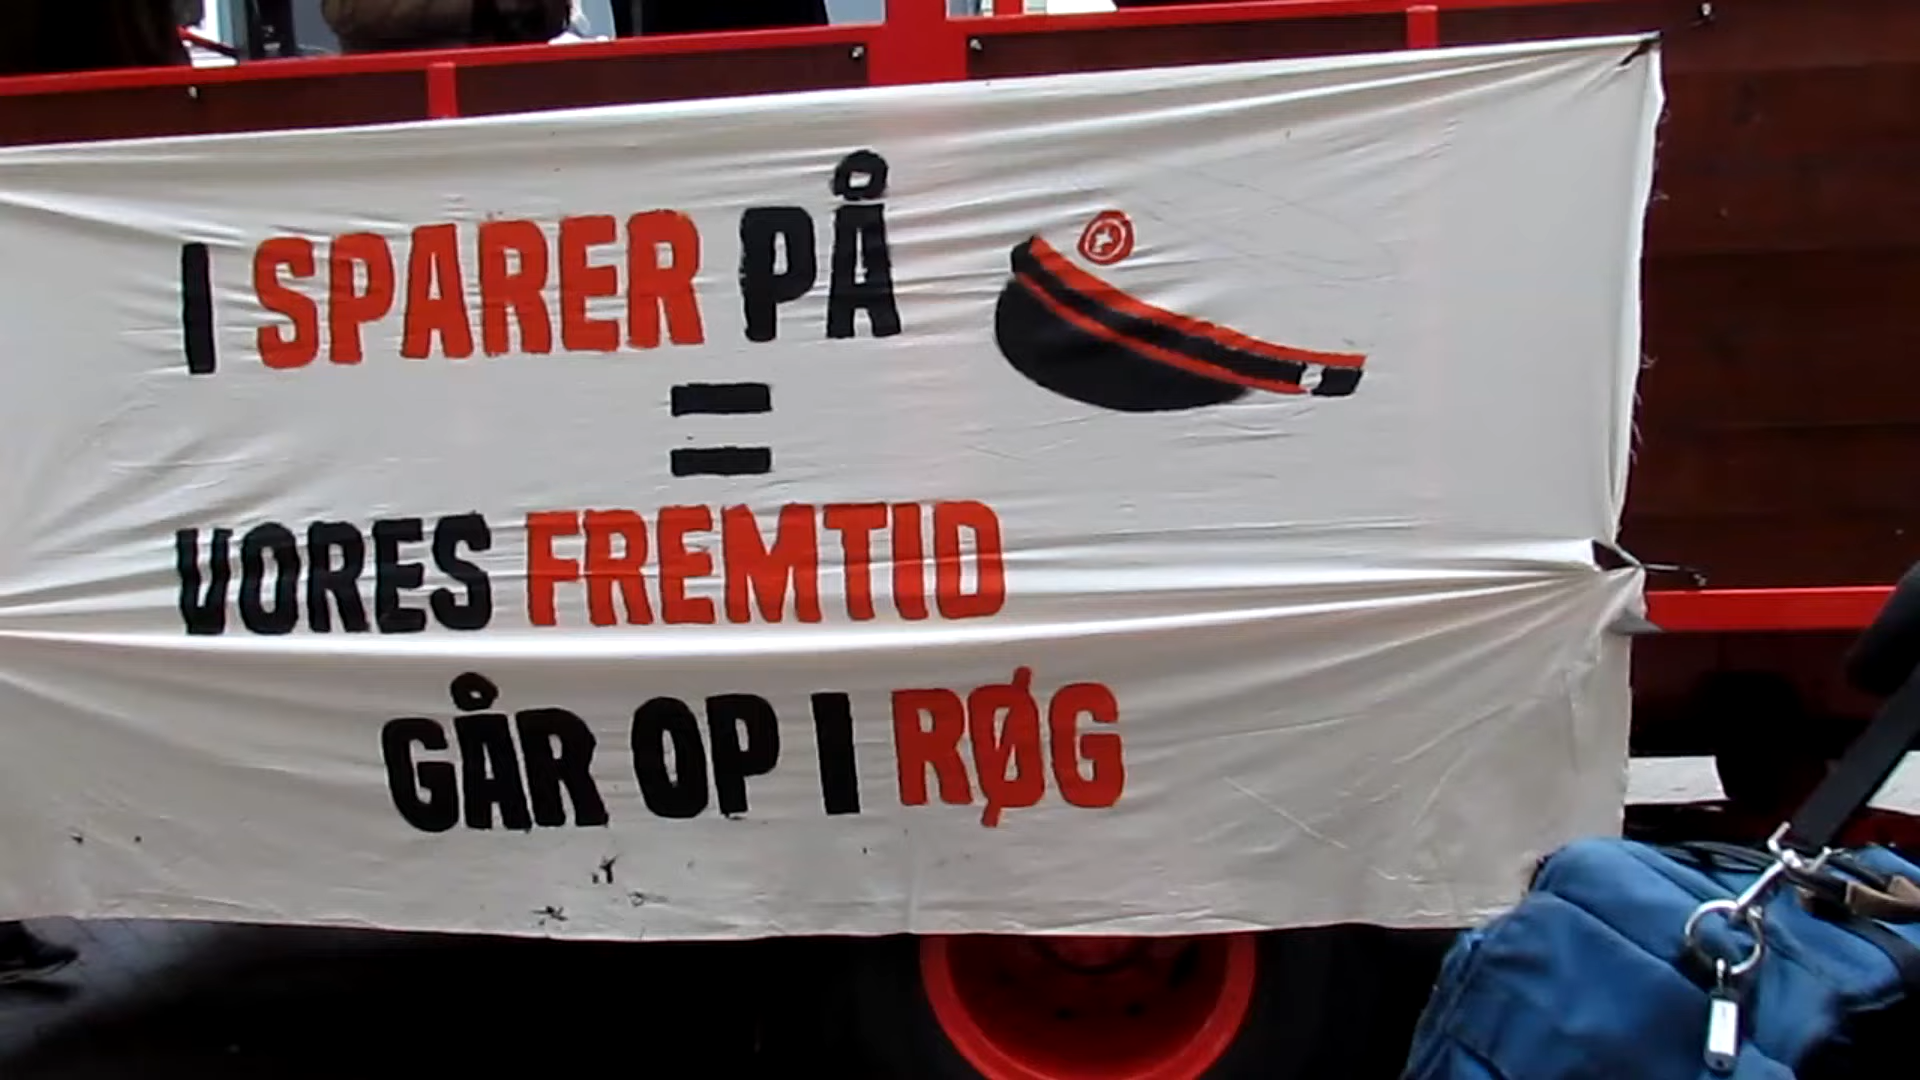 I SPARER PÅ
=
VORES FREMTID
GÅR OP I RØG